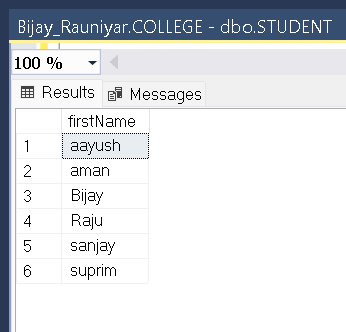 Bijay_Rauniyar.COLLEGE - dbo.STUDENT
100 %
Results Messages
firstName
1 aayush
2 aman
3 Bijay
4 Raju
5 sanjay
6 suprim